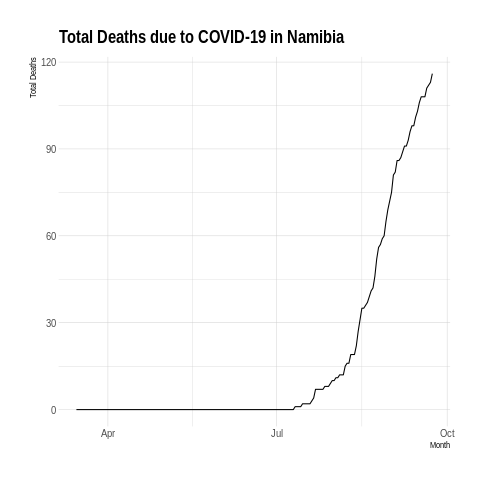 Total Deaths due to COVID-19 in Namibia
Total Deaths
120
90
60
30
0
Apr
Jul
Oct
Month